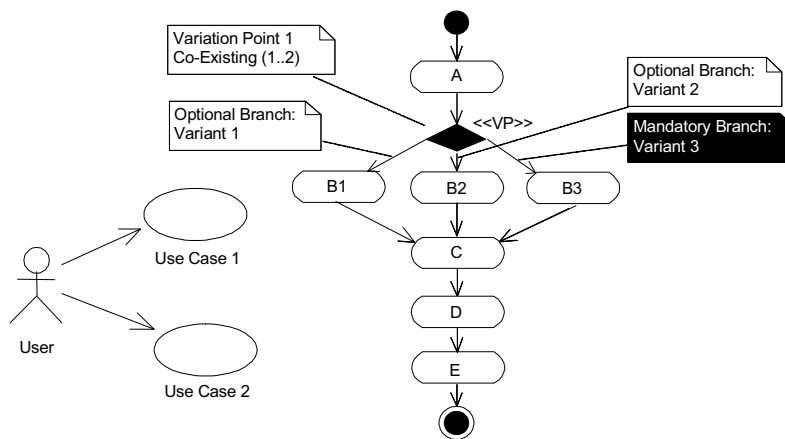 Variation Point 1
Co-Existing (1..2)
A
Optional Branch:
Variant 2
Optional Branch:
Variant 1
<<VP>>
Mandatory Branch:
Variant 3
B1
B2
B3
Use Case 1
C
D
User
E
Use Case 2